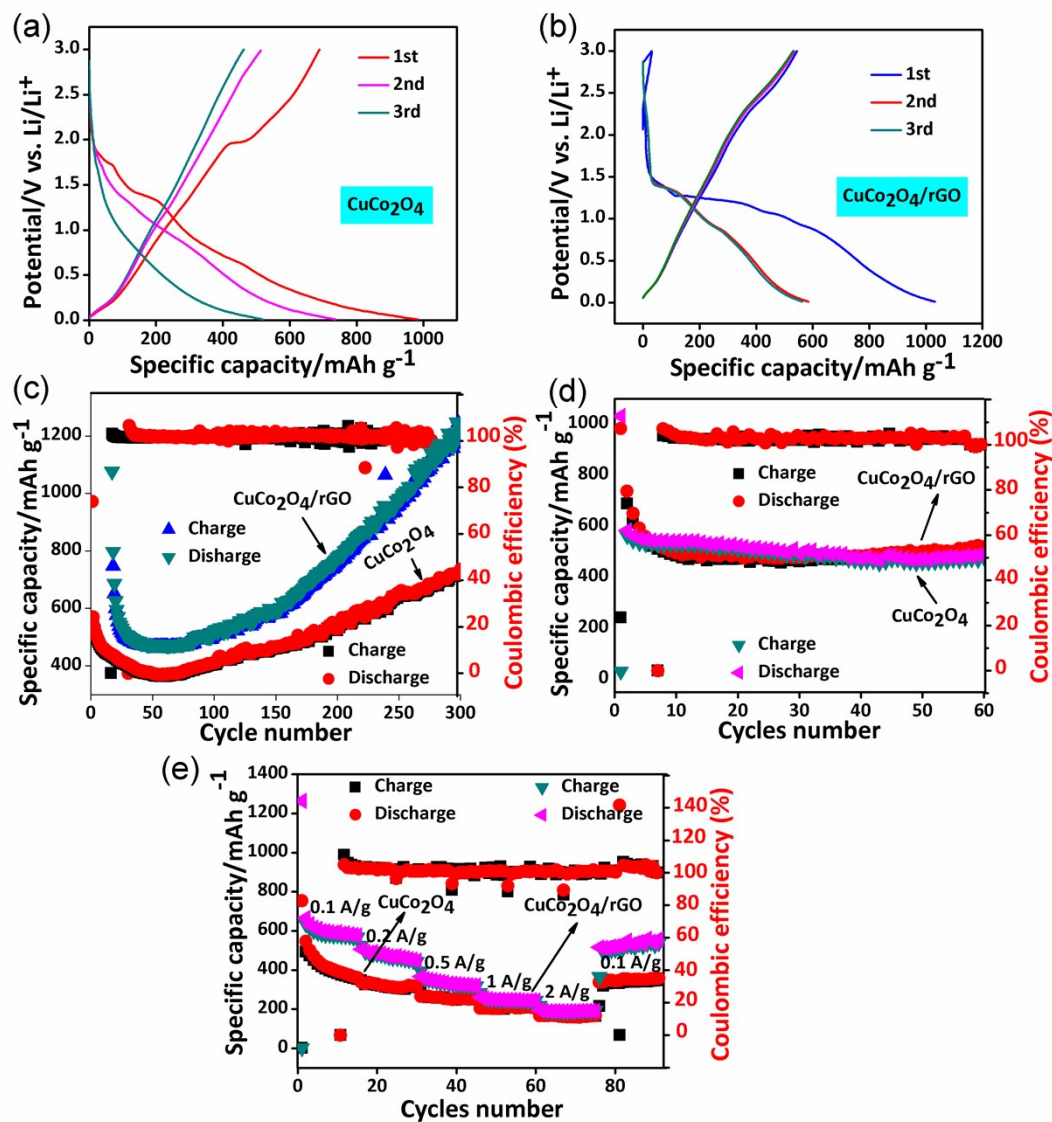 (a)
Potential/V vs. Li/Li⁺
3.0
2.5
2.0
1.5
1.0
0.5
0.0
1st
2nd
3rd
CuCo₂O₄
0 200 400 600 800 1000
Specific capacity/mAh g⁻¹
(b)
Potential/V vs. Li/Li⁺
3.0
2.5
2.0
1.5
1.0
0.5
0.0
1st
2nd
3rd
CuCo₂O₄/rGO
0 200 400 600 800 1000 1200
Specific capacity/mAh g⁻¹
(c)
Specific capacity/mAh g⁻¹
1200
1000
800
600
400
CuCo₂O₄/rGO
Charge
Disharge
CuCo₂O₄
Charge
Discharge
100
80
60
40
20
0
Coulombic efficiency (%)
0 50 100 150 200 250 300
Cycle number
(d)
Specific capacity/mAh g⁻¹
1000
800
600
400
200
0
Charge
Discharge
CuCo₂O₄/rGO
CuCo₂O₄
Charge
Discharge
100
80
60
40
20
0
Coulombic efficiency (%)
0 10 20 30 40 50 60
Cycles number
(e)
Specific capacity/mAh g⁻¹
1400
1200
1000
800
600
400
200
0
Charge
Discharge
Charge
Discharge
CuCo₂O₄
CuCo₂O₄/rGO
0.1 A/g
0.2 A/g
0.5 A/g
1 A/g
2 A/g
0.1 A/g
140
120
100
80
60
40
20
0
Coulombic efficiency (%)
0 20 40 60 80
Cycles number